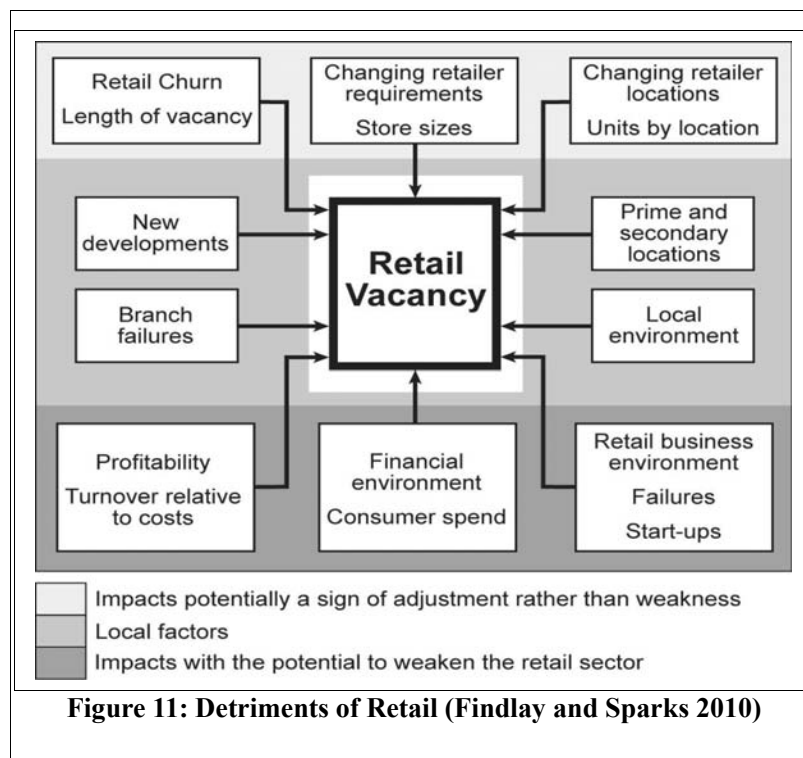 Retail Churn
Length of vacancy
Changing retailer
requirements
Store sizes
Changing retailer
locations
Units by location
New
developments
Retail
Vacancy
Prime and
secondary
locations
Branch
failures
Local
environment
Profitability
Turnover relative
to costs
Financial
environment
Consumer spend
Retail business
environment
Failures
Start-ups
Impacts potentially a sign of adjustment rather than weakness
Local factors
Impacts with the potential to weaken the retail sector
Figure 11: Detriments of Retail (Findlay and Sparks 2010)